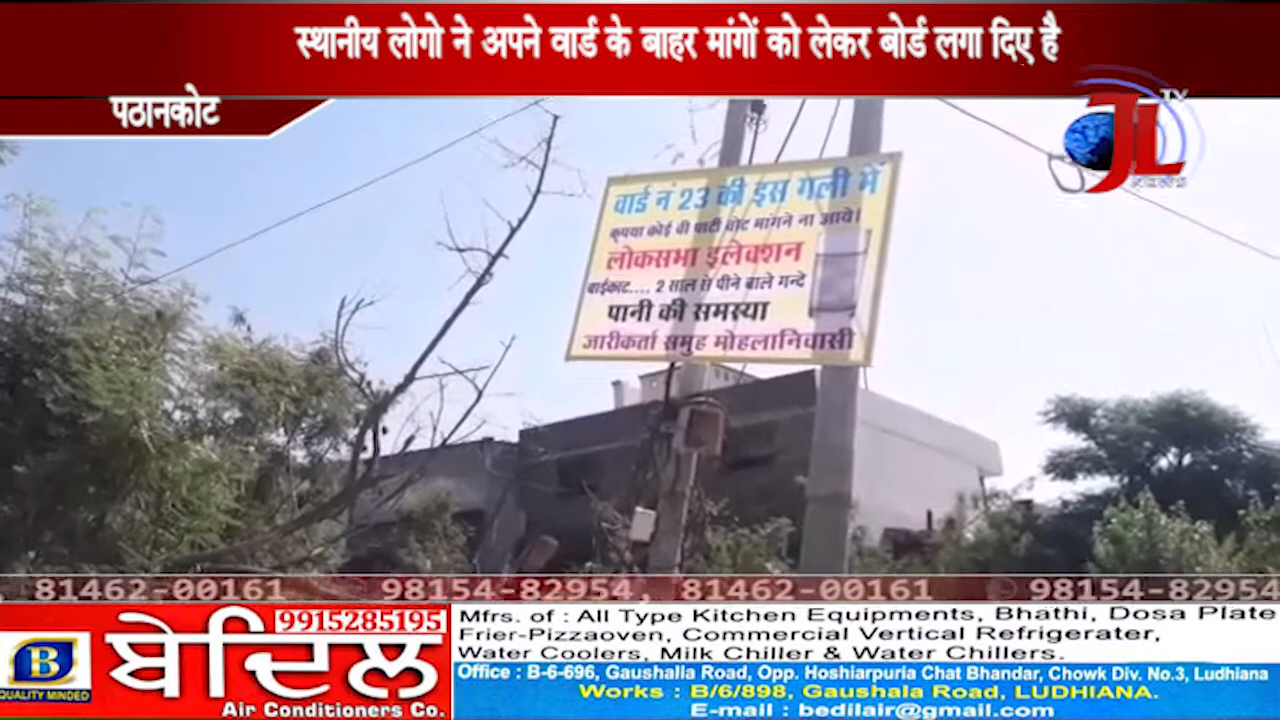 स्थानीय लोगो ने अपने वार्ड के बाहर मांगों को लेकर बोर्ड लगा दिए है
पठानकोट
JL
TV
वार्ड न 23 की इस गली में
कृपया कोई वी पार्टी वोट मांगने ना आये।
लोकसभा इलेक्शन
बाईकाट.... 2 साल से पीने बाले गन्दे
पानी की समस्या
जारीकर्ता समुह मोहलानिवासी
81462-00161 98154-82954, 81462-00161 98154-82954
B
QUALITY MINDED
ਬੇਦਿਲ
9915285195
Air Conditioners Co.
Mfrs. of : All Type Kitchen Equipments, Bhathi, Dosa Plate
Frier-Pizzaoven, Commercial Vertical Refrigerater,
Water Coolers, Milk Chiller & Water Chillers.
Office : B-6-696, Gaushalla Road, Opp. Hoshiarpuria Chat Bhandar, Chowk Div. No.3, Ludhiana
Works : B/6/898, Gaushala Road, LUDHIANA.
E-mail : bedilair@gmail.com